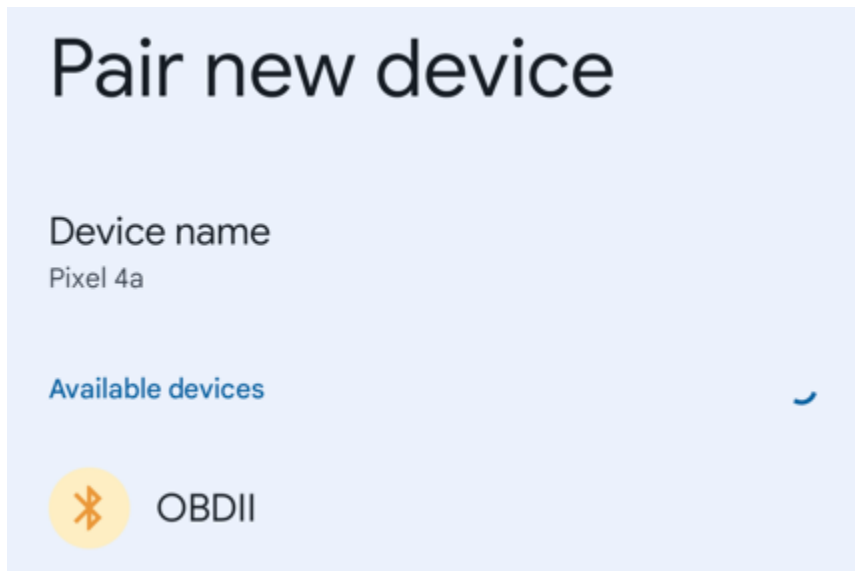 Pair new device
Device name
Pixel 4a
Available devices
OBDII